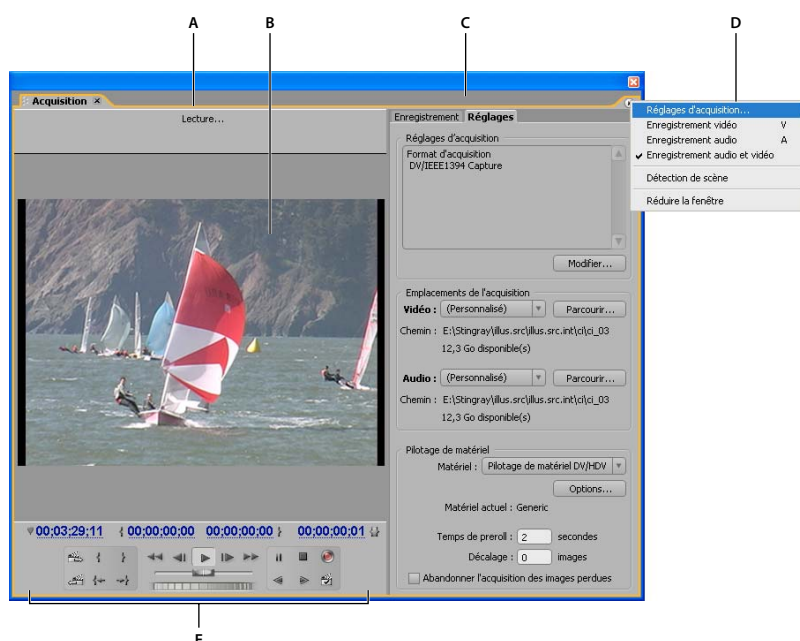 A B C D
Acquisition
Lecture...
Enregistrement Réglages
Réglages d'acquisition
Format d'acquisition
DV/IEEE1394 Capture
Modifier...
Emplacements de l'acquisition
Vidéo : (Personnalisé) Parcourir...
Chemin : E:\Stingray\illus.src\illus.src.int\ci\ci_03
12,3 Go disponible(s)
Audio : (Personnalisé) Parcourir...
Chemin : E:\Stingray\illus.src\illus.src.int\ci\ci_03
12,3 Go disponible(s)
Pilotage de matériel
Matériel : Pilotage de matériel DV/HDV
Options...
Matériel actuel : Generic
Temps de preroll : 2 secondes
Décalage : 0 images
Abandonner l'acquisition des images perdues
00;03;29;11 { 00;00;00;00 00;00;00;00 } 00;00;00;01 {}
Réglages d'acquisition...
Enregistrement vidéo V
Enregistrement audio A
Enregistrement audio et vidéo
Détection de scène
Réduire la fenêtre
E